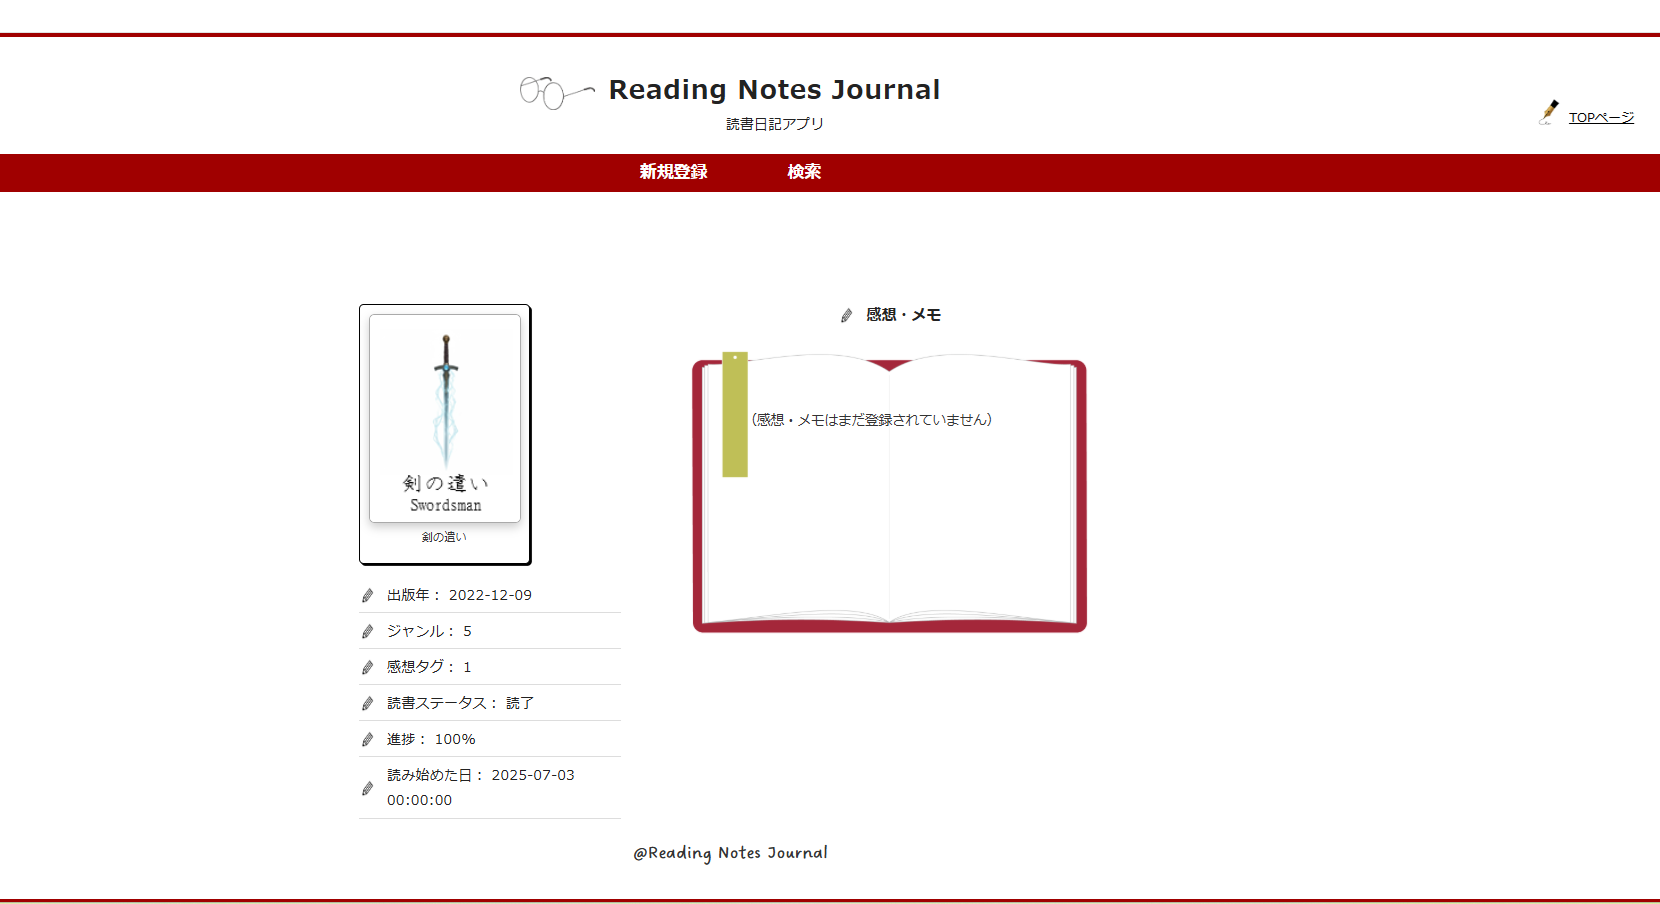 Reading Notes Journal
読書日記アプリ
TOPページ
新規登録 検索
剣の遣い
Swordsman
剣の遣い
出版年： 2022-12-09
ジャンル： 5
感想タグ： 1
読書ステータス： 読了
進捗： 100%
読み始めた日： 2025-07-03
00:00:00
感想・メモ
（感想・メモはまだ登録されていません）
@Reading Notes Journal